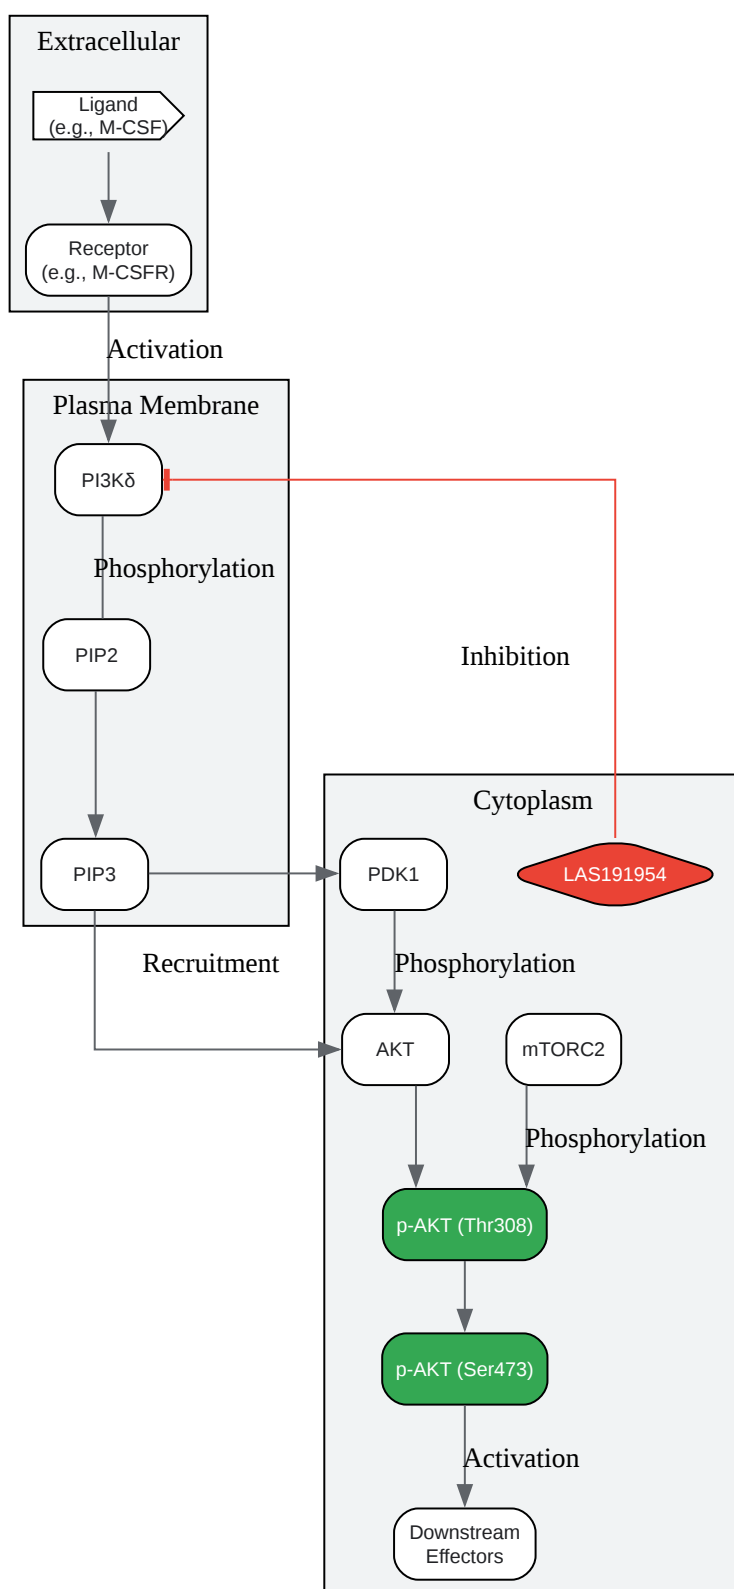 Extracellular
Ligand
(e.g., M-CSF)
Receptor
(e.g., M-CSFR)
Activation
Plasma Membrane
PI3Kδ
Phosphorylation
PIP2
Inhibition
Cytoplasm
PIP3
PDK1
LAS191954
Recruitment
Phosphorylation
AKT
mTORC2
Phosphorylation
p-AKT (Thr308)
p-AKT (Ser473)
Activation
Downstream
Effectors